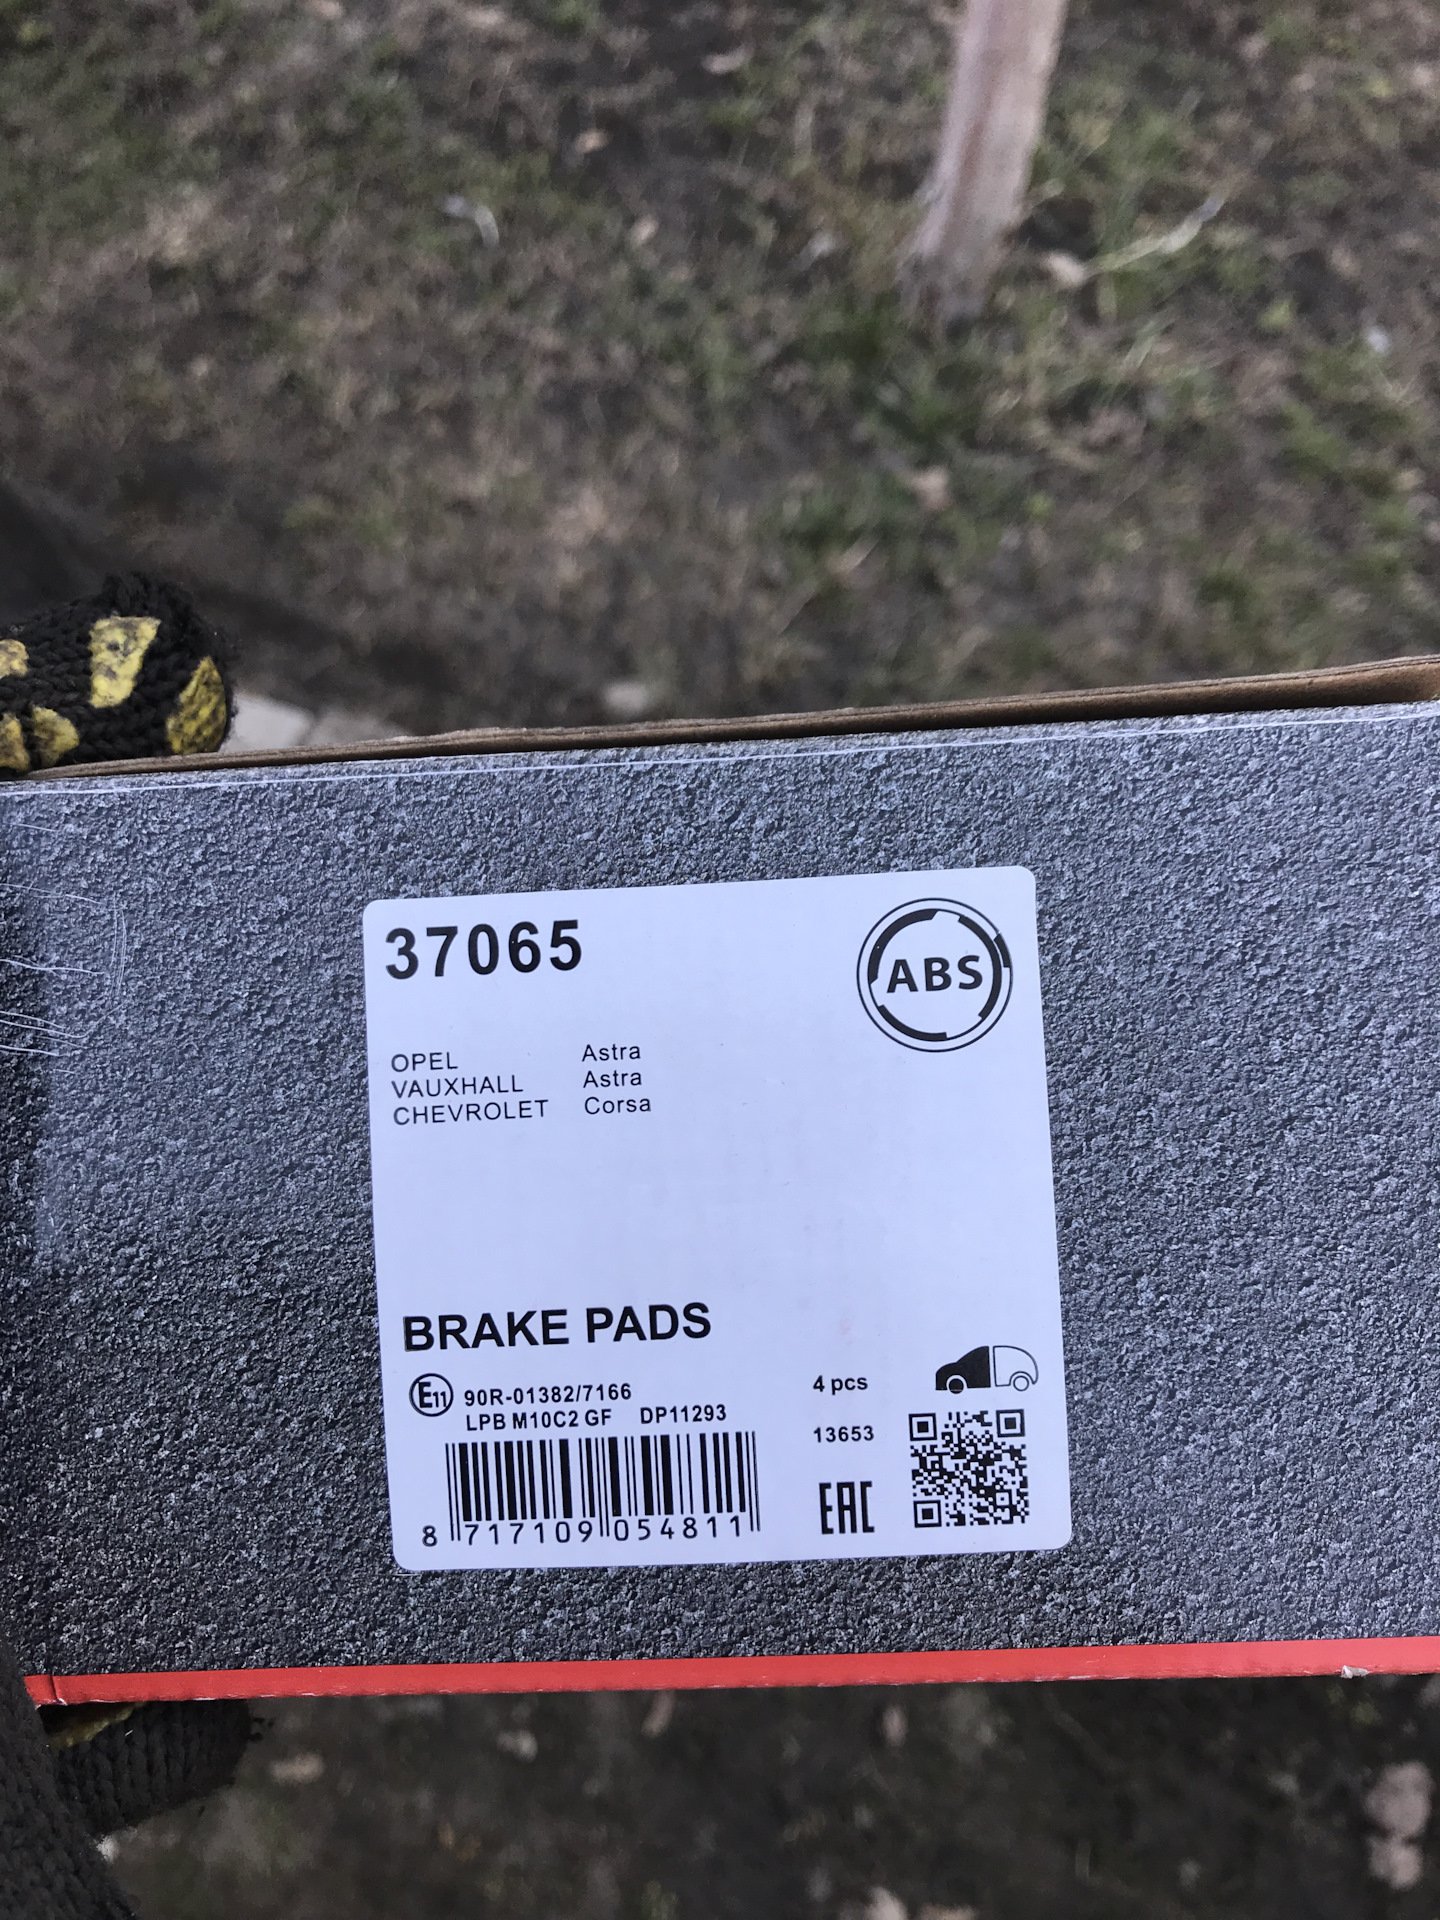 37065
ABS
OPEL Astra
VAUXHALL Astra
CHEVROLET Corsa
BRAKE PADS
E11 90R-01382/7166 4 pcs
LPB M10C2 GF DP11293
13653
EAC
8 717109 054811